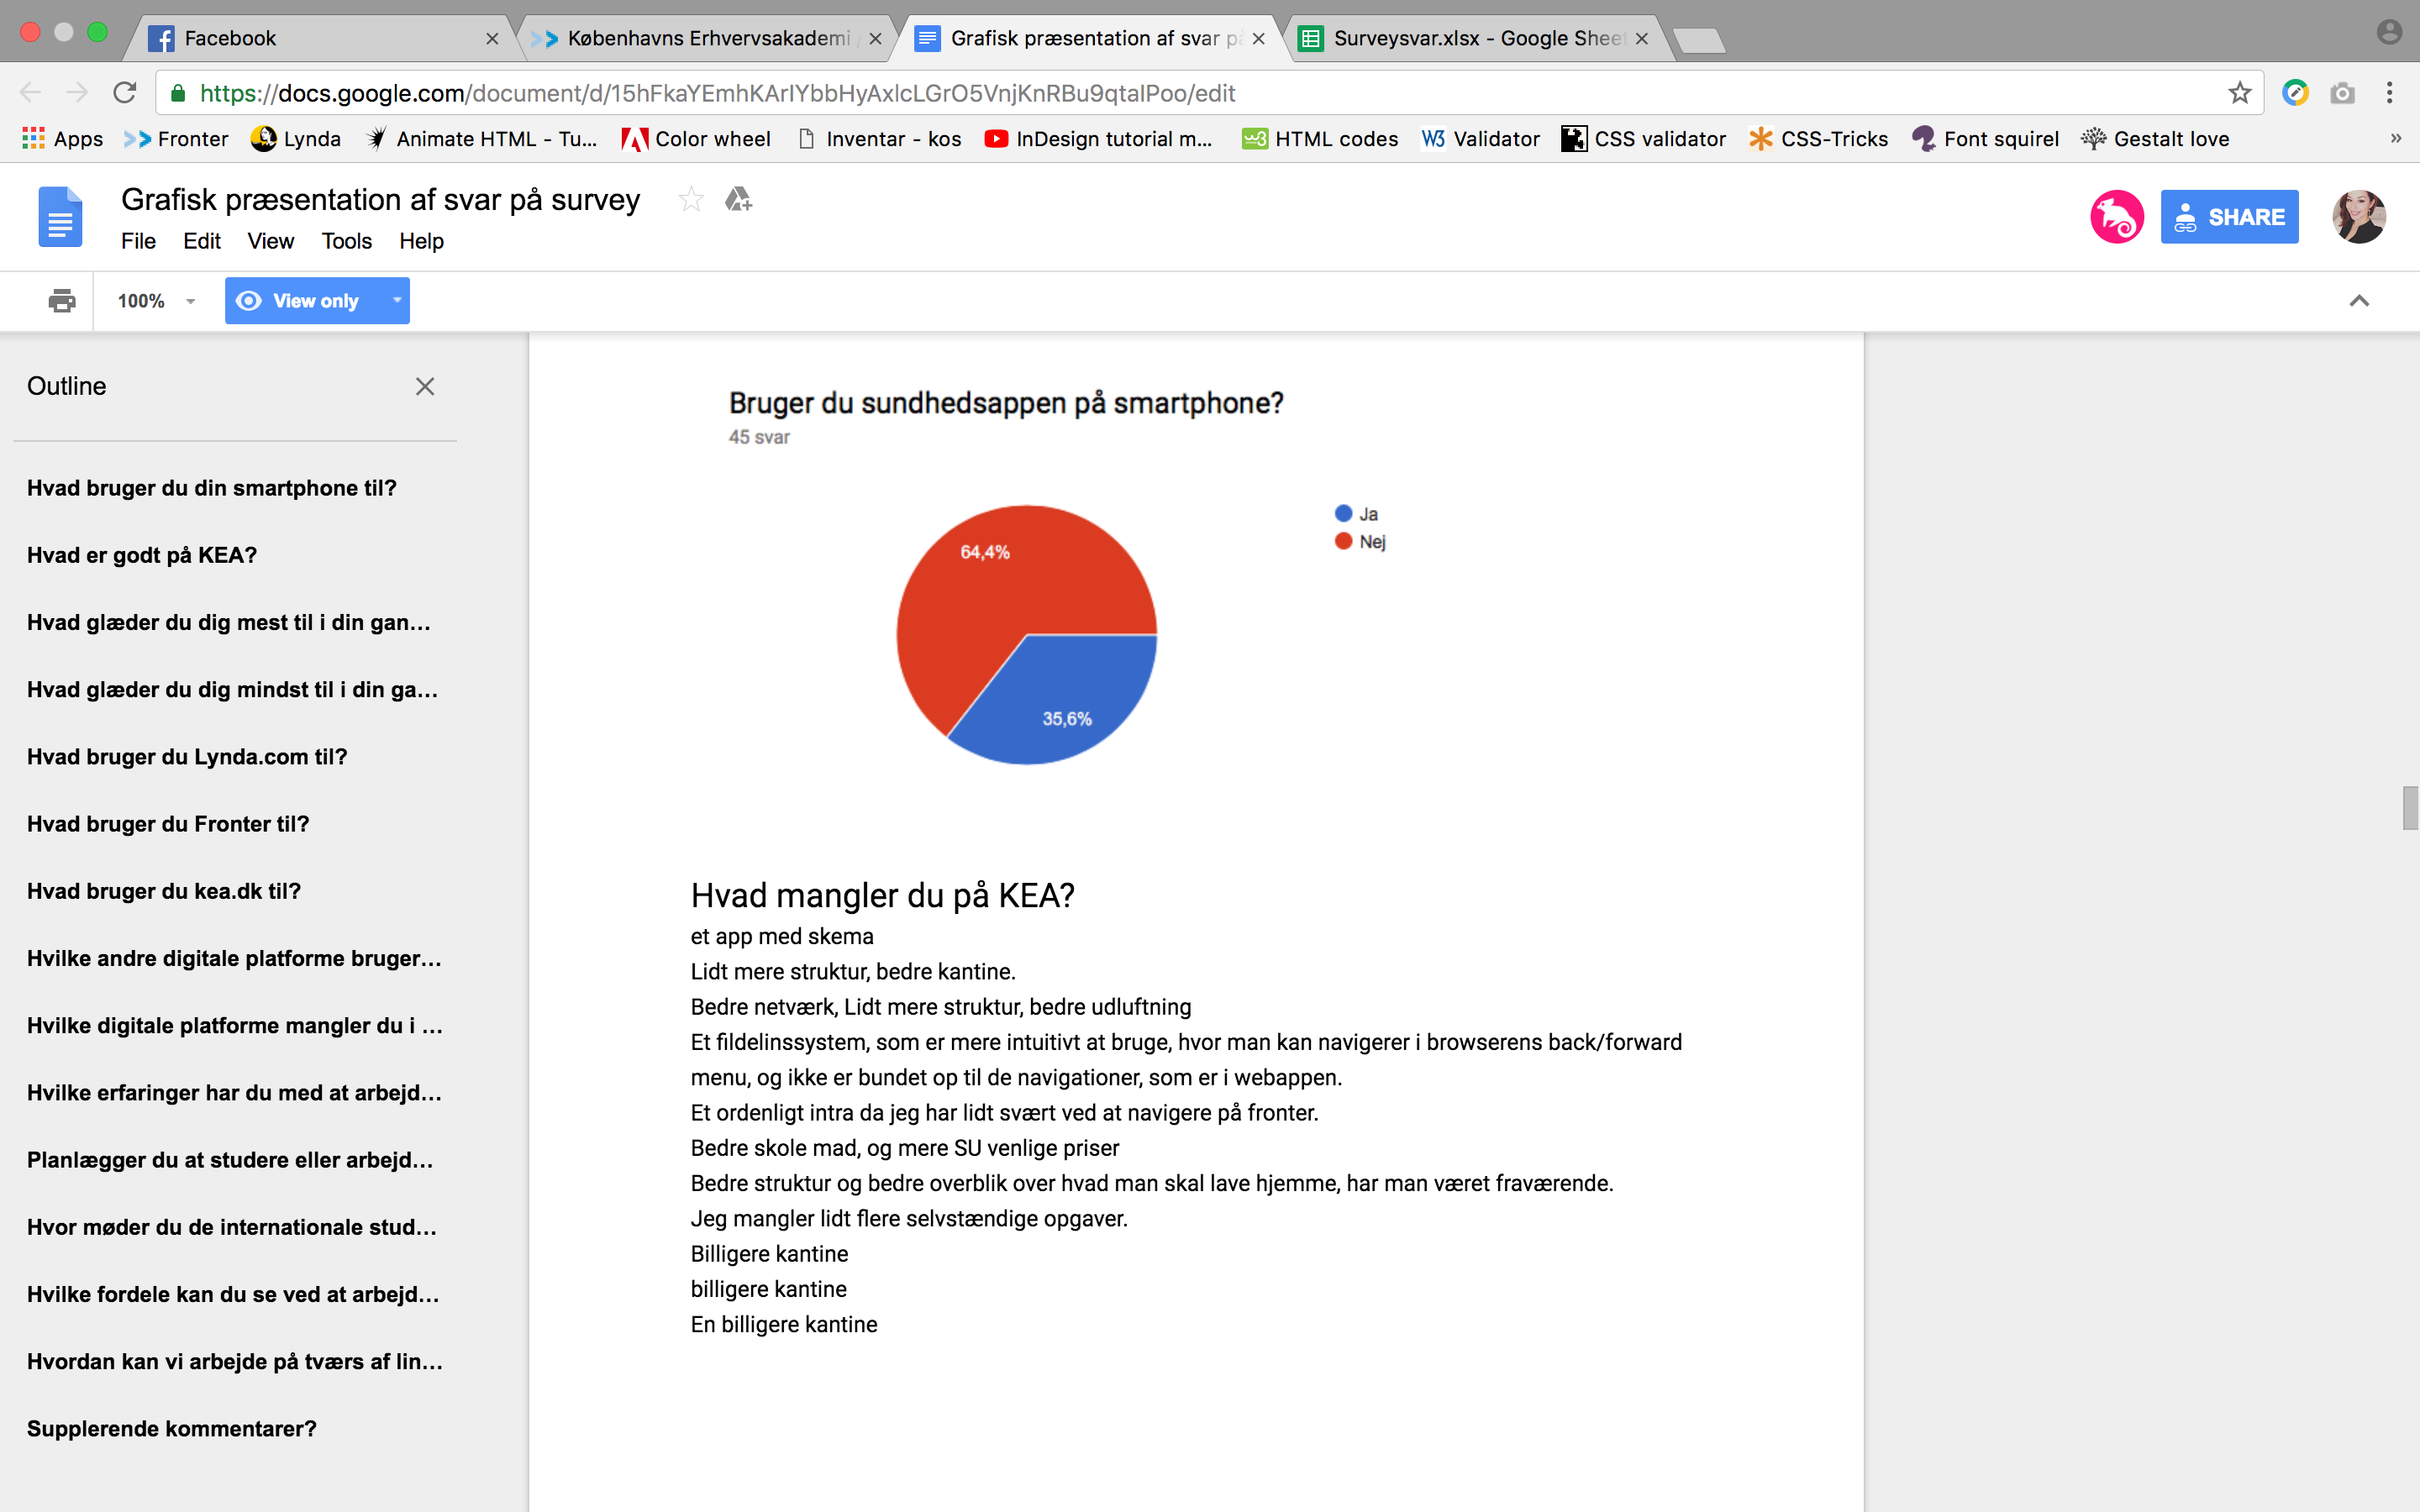 Facebook
Københavns Erhvervsakademi /
Grafisk præsentation af svar på
Surveysvar.xlsx - Google Sheet
https://docs.google.com/document/d/15hFkaYEmhKArIYbbHyAxlcLGrO5VnjKnRBu9qtaIPoo/edit
Apps Fronter Lynda Animate HTML - Tu... Color wheel Inventar - kos InDesign tutorial m... HTML codes Validator CSS validator CSS-Tricks Font squirel Gestalt love »
Grafisk præsentation af svar på survey
File Edit View Tools Help
SHARE
100% View only
Outline
Hvad bruger du din smartphone til?
Hvad er godt på KEA?
Hvad glæder du dig mest til i din gan...
Hvad glæder du dig mindst til i din ga...
Hvad bruger du Lynda.com til?
Hvad bruger du Fronter til?
Hvad bruger du kea.dk til?
Hvilke andre digitale platforme bruger...
Hvilke digitale platforme mangler du i ...
Hvilke erfaringer har du med at arbejd...
Planlægger du at studere eller arbejd...
Hvor møder du de internationale stud...
Hvilke fordele kan du se ved at arbejd...
Hvordan kan vi arbejde på tværs af lin...
Supplerende kommentarer?
Bruger du sundhedsappen på smartphone?
45 svar
64,4%
35,6%
Ja
Nej
Hvad mangler du på KEA?
et app med skema
Lidt mere struktur, bedre kantine.
Bedre netværk, Lidt mere struktur, bedre udluftning
Et fildelinssystem, som er mere intuitivt at bruge, hvor man kan navigerer i browserens back/forward
menu, og ikke er bundet op til de navigationer, som er i webappen.
Et ordenligt intra da jeg har lidt svært ved at navigere på fronter.
Bedre skole mad, og mere SU venlige priser
Bedre struktur og bedre overblik over hvad man skal lave hjemme, har man været fraværende.
Jeg mangler lidt flere selvstændige opgaver.
Billigere kantine
billigere kantine
En billigere kantine